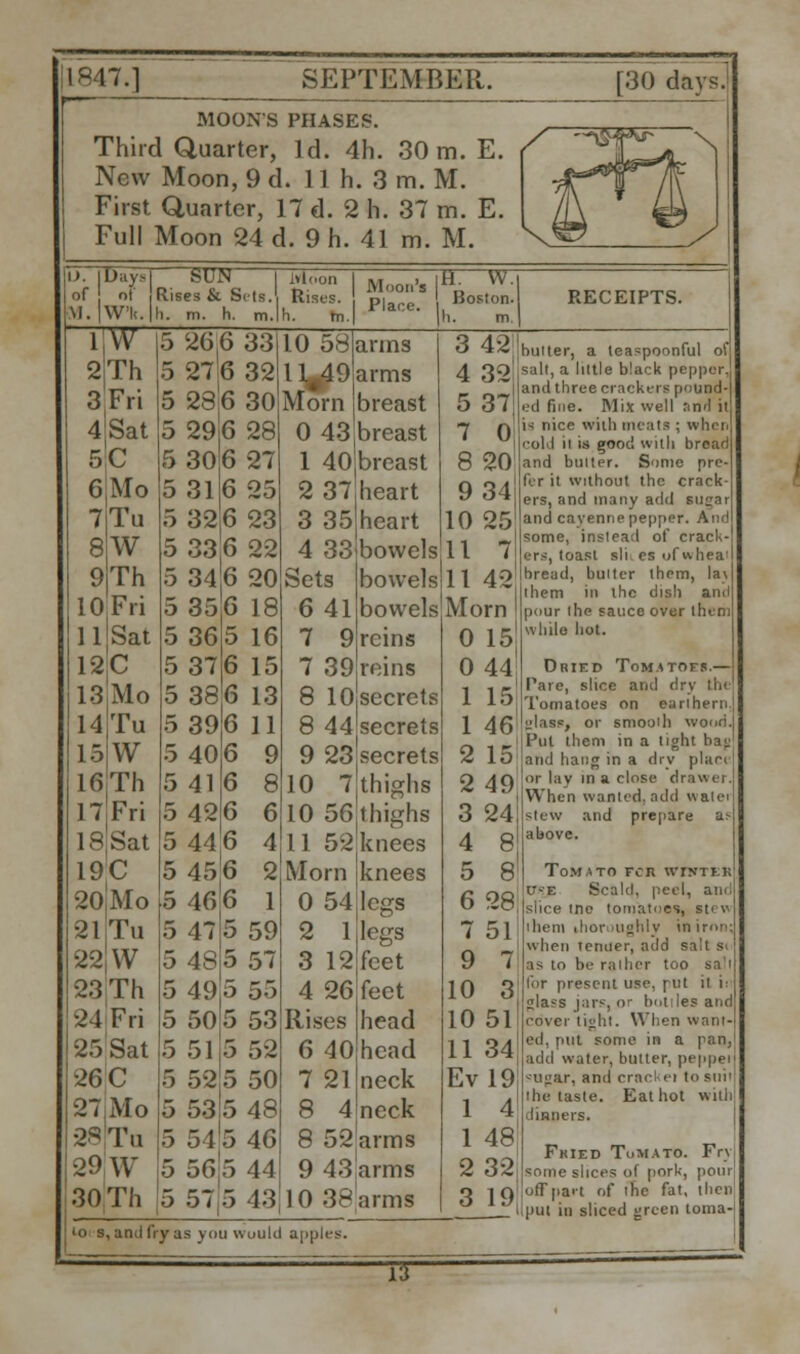 1847.] SEPTEMBER. [30 days.
MOON'S PHASES.
Third Quarter, 1d. 4h. 30 m. E.
New Moon, 9 d. 11 h. 3 m. M.
First Quarter, 17 d. 2 h. 37 m. E.
Full Moon 24 d. 9 h. 41 m. M.
D. of M. | Days of W'k. | SUN Rises & Sets. h. m. h. m. | Moon Rises. h. m. | Moon's Place. | H. W. Boston. h. m. | RECEIPTS.
1 W 5 26 6 33 10 58 arms 3 42
2 Th 5 27 6 32 11 49 arms 4 32
3 Fri 5 28 6 30 Morn breast 5 37
4 Sat 5 29 6 28 0 43 breast 7 0
5 C 5 30 6 27 1 40 breast 8 20
6 Mo 5 31 6 25 2 37 heart 9 34
7 Tu 5 32 6 23 3 35 heart 10 25
8 W 5 33 6 22 4 33 bowels 11 7
9 Th 5 34 6 20 Sets bowels 11 42
10 Fri 5 35 6 18 6 41 bowels Morn
11 Sat 5 36 5 16 7 9 reins 0 15
12 C 5 37 6 15 7 39 reins 0 44
13 Mo 5 38 6 13 8 10 secrets 1 15
14 Tu 5 39 6 11 8 44 secrets 1 46
15 W 5 40 6 9 9 23 secrets 2 15
16 Th 5 41 6 8 10 7 thighs 2 49
17 Fri 5 42 6 6 10 56 thighs 3 24
18 Sat 5 44 6 4 11 52 knees 4 8
19 C 5 45 6 2 Morn knees 5 8
20 Mo 5 46 6 1 0 54 legs 6 28
21 Tu 5 47 5 59 2 1 legs 7 51
22 W 5 48 5 57 3 12 feet 9 7
23 Th 5 49 5 55 4 26 feet 10 3
24 Fri 5 50 5 53 Rises head 10 51
25 Sat 5 51 5 52 6 40 head 11 34
26 C 5 52 5 50 7 21 neck Ev 19
27 Mo 5 53 5 48 8 4 neck 1 4
28 Tu 5 54 5 46 8 52 arms 1 48
29 W 5 56 5 44 9 43 arms 2 32
30 Th 5 57 5 43 10 38 arms 3 19
butter, a teaspoonful of
salt, a little black pepper,
and three crackers pound-
ed fine. Mix well and it
is nice with meats ; when
cold it is good with bread
and butter. Some pre-
fer it without the crack-
ers, and many add sugar
and cayenne pepper. And
some, instead of crack-
ers, toast slices of wheat
bread, butter them, lay
them in the dish and
pour the sauce over them
while hot.
DRIED TOMATOES.—
Pare, slice and dry the
Tomatoes on earthern,
glass, or smooth wood.
Put them in a tight bag
and hang in a dry place
or lay in a close drawer.
When wanted, add water
stew and prepare as
above.
TOMATO FOR WINTER
USE Scald, peel, and
slice the tomatoes, stew
them thoroughly in iron;
when tender, add salt so
as to be rather too salt
for present use, put it in
glass jars, or bottles and
cover tight. When want-
ed, put some in a pan,
add water, butter, pepper
sugar, and cracker to suit
the taste. Eat hot with
dinners.
FRIED TOMATO. Fry
some slices of pork, pour
off part of the fat, then
put in sliced green toma-
to s, and fry as you would apples.
13